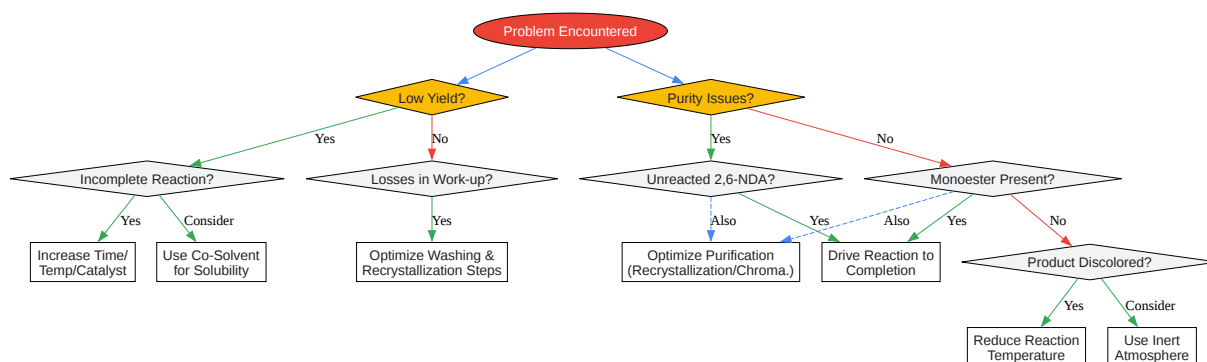 Problem Encountered
Low Yield?
Purity Issues?
Yes
No
Yes
No
Incomplete Reaction?
Losses in Work-up?
Unreacted 2,6-NDA?
Monoester Present?
Yes
Consider
Yes
Also
Yes
Also
Yes
No
Increase Time/
Temp/Catalyst
Use Co-Solvent
for Solubility
Optimize Washing &
Recrystallization Steps
Optimize Purification
(Recrystallization/Chroma.)
Drive Reaction to
Completion
Product Discolored?
Yes
Consider
Reduce Reaction
Temperature
Use Inert
Atmosphere